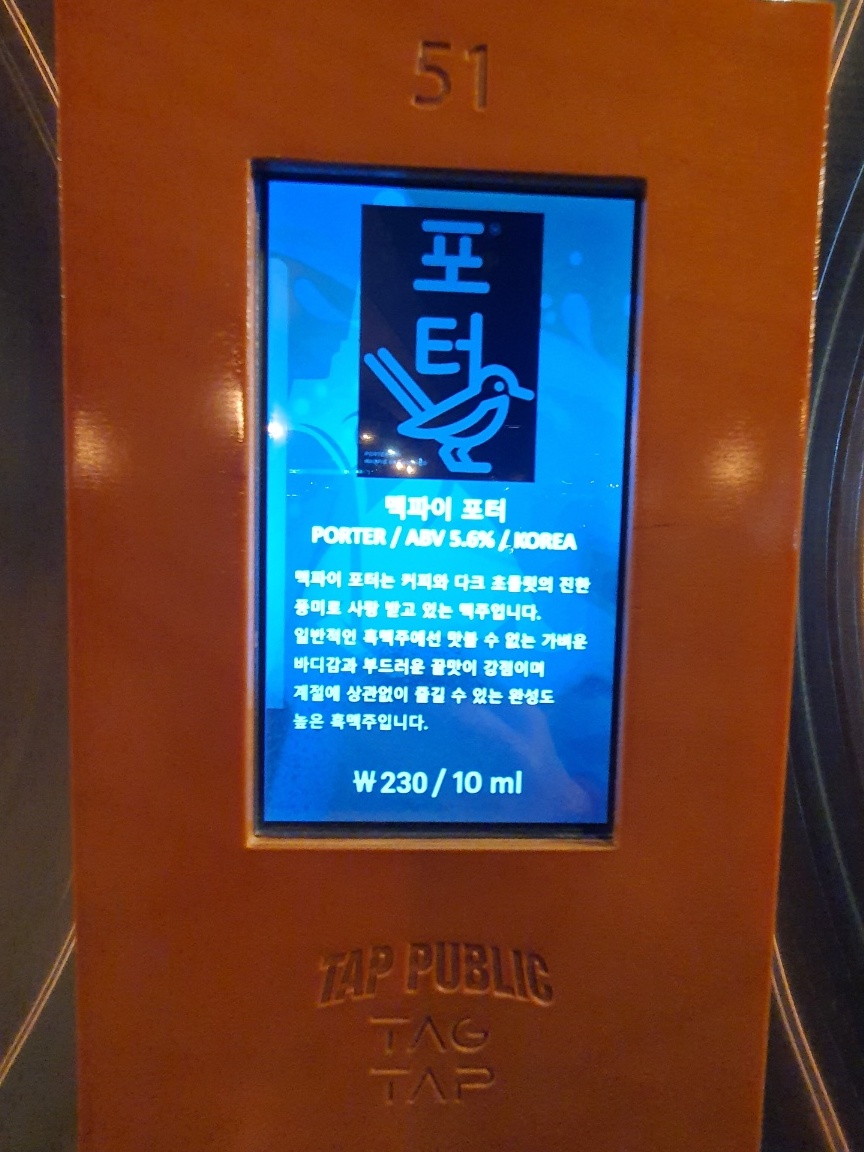 51
포
터
맥파이 포터
PORTER / ABV 5.6% / KOREA
맥파이 포터는 커피와 다크 초콜릿의 진한
풍미로 사랑 받고 있는 맥주입니다.
일반적인 흑맥주에선 맛볼 수 없는 가벼운
바디감과 부드러운 꿀맛이 강점이며
계절에 상관없이 즐길 수 있는 완성도
높은 흑맥주입니다.
₩230 / 10 ml
TAP PUBLIC
TAG
TAP